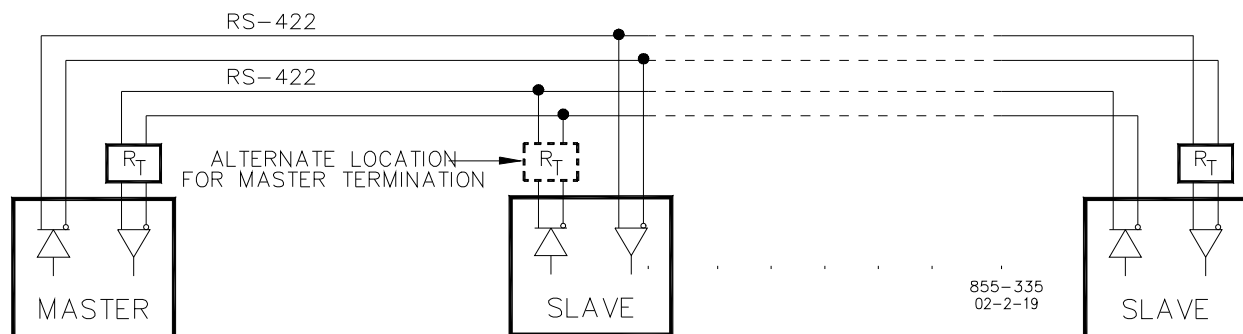 RS-422
RS-422
RT
ALTERNATE LOCATION
FOR MASTER TERMINATION
RT
RT
MASTER
SLAVE
855-335
02-2-19
SLAVE